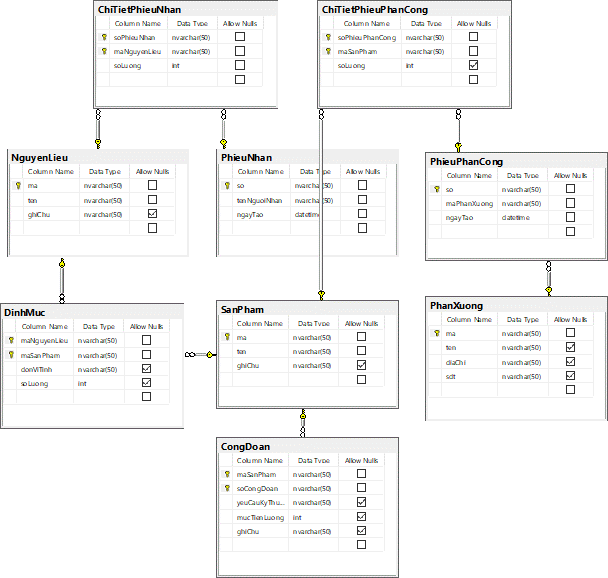 ChiTietPhieuNhan
Column Name Data Type Allow Nulls
soPhieuNhan nvarchar(50)
maNguyenLieu nvarchar(50)
soLuong int
ChiTietPhieuPhanCong
Column Name Data Type Allow Nulls
soPhieuPhanCong nvarchar(50)
maSanPham nvarchar(50)
soLuong int
NguyenLieu
Column Name Data Type Allow Nulls
ma nvarchar(50)
ten nvarchar(50)
ghiChu nvarchar(50)
PhieuNhan
Column Name Data Type Allow Nulls
so nvarchar(50)
tenNguoiNhan nvarchar(50)
ngayTao datetime
PhieuPhanCong
Column Name Data Type Allow Nulls
so nvarchar(50)
maPhanXuong nvarchar(50)
ngayTao datetime
DinhMuc
Column Name Data Type Allow Nulls
maNguyenLieu nvarchar(50)
maSanPham nvarchar(50)
donViTinh nvarchar(50)
soLuong int
SanPham
Column Name Data Type Allow Nulls
ma nvarchar(50)
ten nvarchar(50)
ghiChu nvarchar(50)
PhanXuong
Column Name Data Type Allow Nulls
ma nvarchar(50)
ten nvarchar(50)
diaChi nvarchar(50)
sdt nvarchar(50)
CongDoan
Column Name Data Type Allow Nulls
maSanPham nvarchar(50)
soCongDoan nvarchar(50)
yeuCauKyThu... nvarchar(50)
mucTienLuong int
ghiChu nvarchar(50)